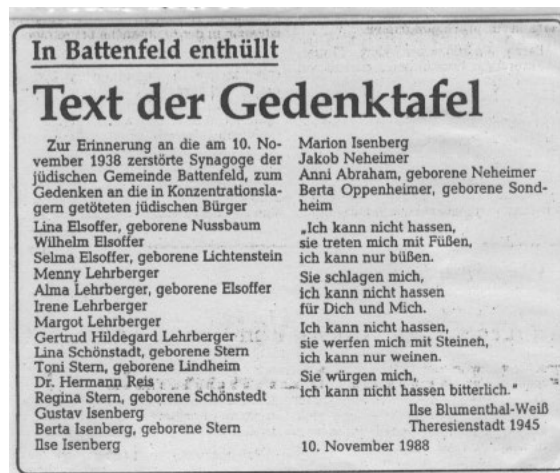 In Battenfeld enthüllt
Text der Gedenktafel
Zur Erinnerung an die am 10. No-
vember 1938 zerstörte Synagoge der
jüdischen Gemeinde Battenfeld, zum
Gedenken an die in Konzentrationsla-
gern getöteten jüdischen Bürger
Lina Elsoffer, geborene Nussbaum
Wilhelm Elsoffer
Selma Elsoffer, geborene Lichtenstein
Menny Lehrberger
Alma Lehrberger, geborene Elsoffer
Irene Lehrberger
Margot Lehrberger
Gertrud Hildegard Lehrberger
Lina Schönstadt, geborene Stern
Toni Stern, geborene Lindheim
Dr. Hermann Reis
Regina Stern, geborene Schönstedt
Gustav Isenberg
Berta Isenberg, geborene Stern
Ilse Isenberg
Marion Isenberg
Jakob Neheimer
Anni Abraham, geborene Neheimer
Berta Oppenheimer, geborene Sond-
heim
„Ich kann nicht hassen,
sie treten mich mit Füßen,
ich kann nur büßen.
Sie schlagen mich,
ich kann nicht hassen
für Dich und Mich.
Ich kann nicht hassen,
sie werfen mich mit Steinen,
ich kann nur weinen.
Sie würgen mich,
ich kann nicht hassen bitterlich."
Ilse Blumenthal-Weiß
Theresienstadt 1945
10. November 1988